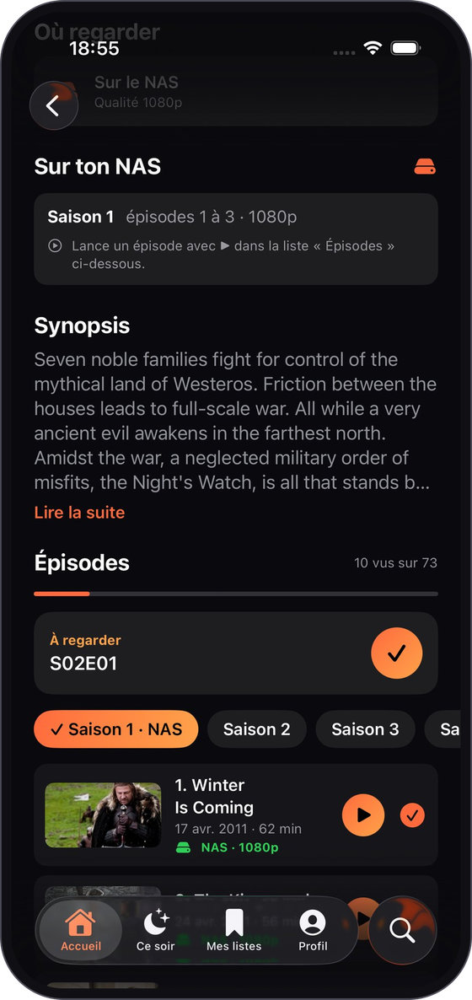 Où regarder
18:55
Sur le NAS
Qualité 1080p
Sur ton NAS
Saison 1 épisodes 1 à 3 · 1080p
Lance un épisode avec ▶ dans la liste « Épisodes »
ci-dessous.
Synopsis
Seven noble families fight for control of the
mythical land of Westeros. Friction between the
houses leads to full-scale war. All while a very
ancient evil awakens in the farthest north.
Amidst the war, a neglected military order of
misfits, the Night's Watch, is all that stands b...
Lire la suite
Épisodes
10 vus sur 73
À regarder
S02E01
✓ Saison 1 · NAS
Saison 2
Saison 3
Sa
1. Winter
Is Coming
17 avr. 2011 · 62 min
NAS · 1080p
Accueil
Ce soir
Mes listes
Profil